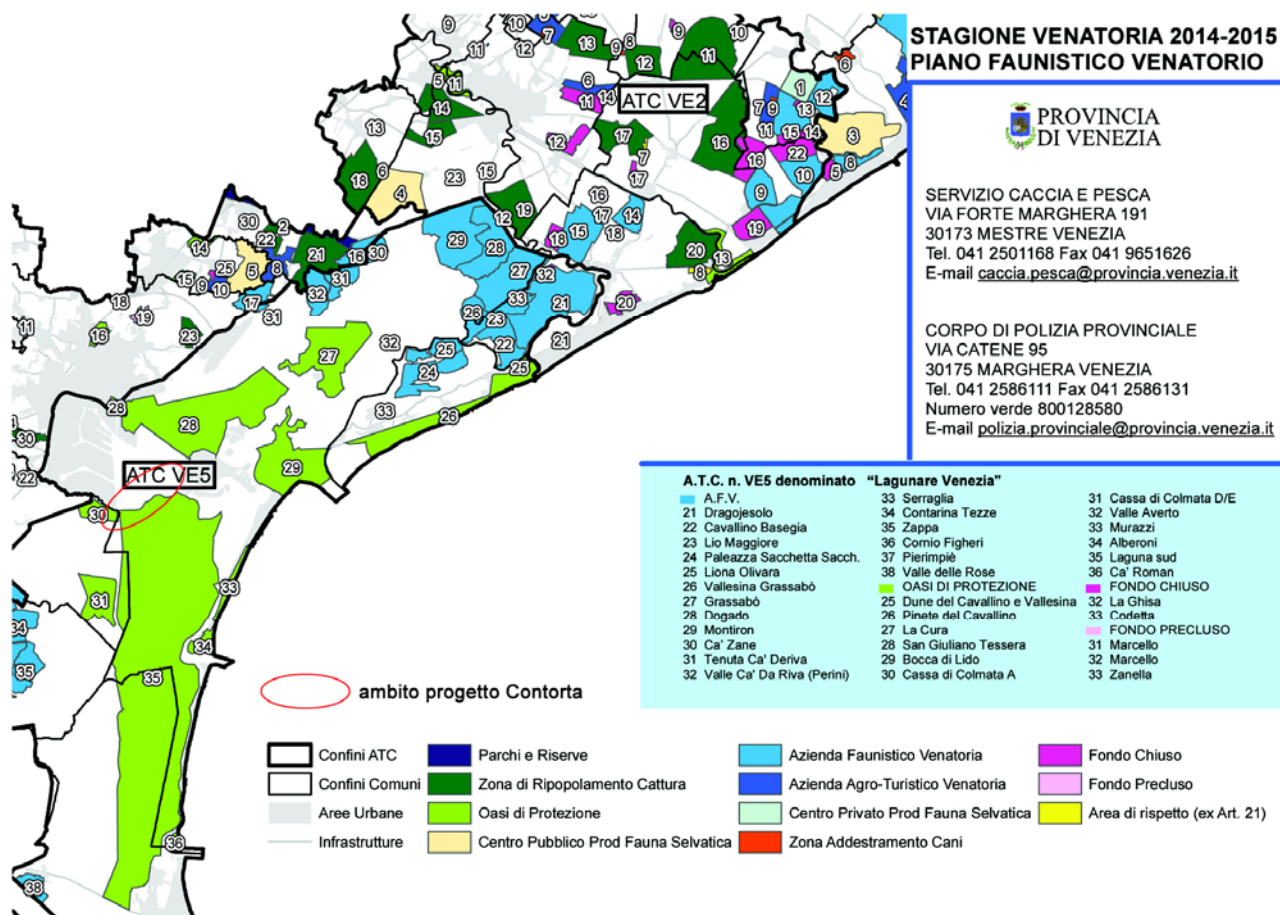 STAGIONE VENATORIA 2014-2015
PIANO FAUNISTICO VENATORIO
PROVINCIA
DI VENEZIA
SERVIZIO CACCIA E PESCA
VIA FORTE MARGHERA 191
30173 MESTRE VENEZIA
Tel. 041 2501168 Fax 041 9651626
E-mail caccia.pesca@provincia.venezia.it
CORPO DI POLIZIA PROVINCIALE
VIA CATENE 95
30175 MARGHERA VENEZIA
Tel. 041 2586111 Fax 041 2586131
Numero verde 800128580
E-mail polizia.provinciale@provincia.venezia.it
ATC VE2
ATC VE5
A.T.C. n. VE5 denominato "Lagunare Venezia"
A.F.V.
21 Dragojesolo
22 Cavallino Basegia
23 Lio Maggiore
24 Paleazza Sacchetta Sacch.
25 Liona Olivara
26 Vallesina Grassabò
27 Grassabò
28 Dogado
29 Montiron
30 Ca' Zane
31 Tenuta Ca' Deriva
32 Valle Ca' Da Riva (Perini)
33 Serraglia
34 Contarina Tezze
35 Zappa
36 Cornio Figheri
37 Pierimpiè
38 Valle delle Rose
OASI DI PROTEZIONE
25 Dune del Cavallino e Vallesina
26 Pinete del Cavallino
27 La Cura
28 San Giuliano Tessera
29 Bocca di Lido
30 Cassa di Colmata A
31 Cassa di Colmata D/E
32 Valle Averto
33 Murazzi
34 Alberoni
35 Laguna sud
36 Ca' Roman
FONDO CHIUSO
32 La Ghisa
33 Codetta
FONDO PRECLUSO
31 Marcello
32 Marcello
33 Zanella
ambito progetto Contorta
Confini ATC
Confini Comuni
Aree Urbane
Infrastrutture
Parchi e Riserve
Zona di Ripopolamento Cattura
Oasi di Protezione
Centro Pubblico Prod Fauna Selvatica
Azienda Faunistico Venatoria
Azienda Agro-Turistico Venatoria
Centro Privato Prod Fauna Selvatica
Zona Addestramento Cani
Fondo Chiuso
Fondo Precluso
Area di rispetto (ex Art. 21)